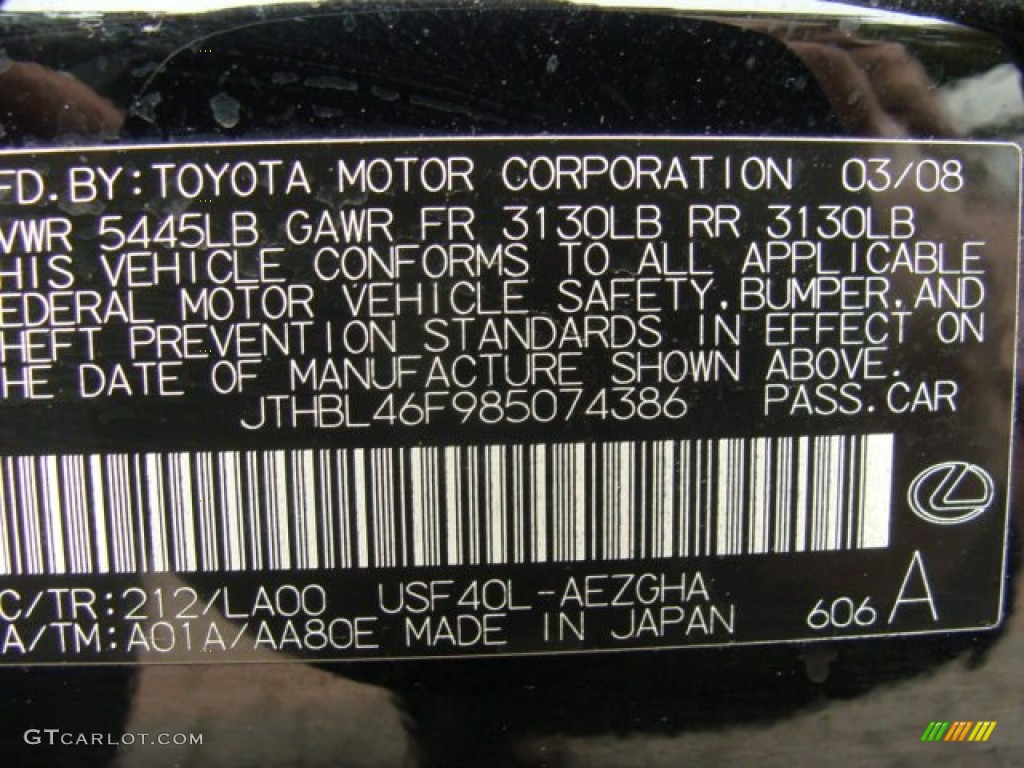 FD. BY: TOYOTA MOTOR CORPORATION 03/08
VWR 5445LB GAWR FR 3130LB RR 3130LB
HIS VEHICLE CONFORMS TO ALL APPLICABLE
EDERAL MOTOR VEHICLE SAFETY, BUMPER, AND
HEFT PREVENTION STANDARDS IN EFFECT ON
HE DATE OF MANUFACTURE SHOWN ABOVE.
JTHBL46F985074386 PASS. CAR
C/TR: 212/LA00 USF40L-AEZGHA
A/TM: A01A/AA80E MADE IN JAPAN 606 A
GTCARLOT.COM